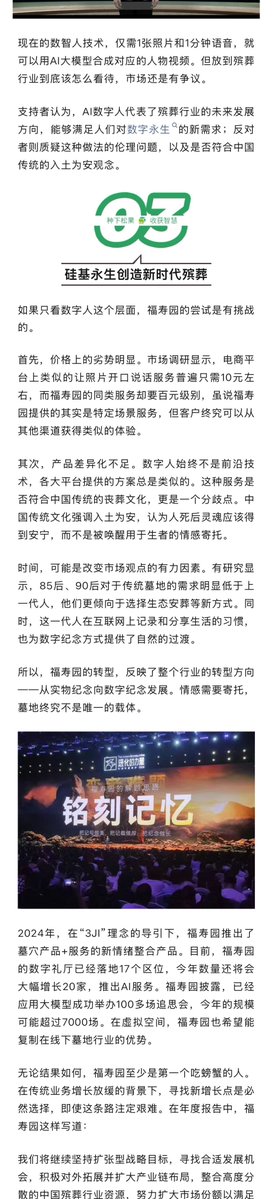 现在的数智人技术，仅需1张照片和1分钟语音，就
可以用AI大模型合成对应的人物视频。但放到殡葬
行业到底该怎么看待，市场还是有争议。
支持者认为，AI数字人代表了殡葬行业的未来发展
方向，能够满足人们对数字永生的新需求；反对
者则质疑这种做法的伦理问题，以及是否符合中国
传统的入土为安观念。
03
种下松果 收获智慧
硅基永生创造新时代殡葬
如果只看数字人这个层面，福寿园的尝试是有挑战
的。
首先，价格上的劣势明显。市场调研显示，电商平
台上类似的让照片开口说话服务普遍只需10元左
右，而福寿园的同类服务却要百元级别，虽说福寿
园提供的其实是特定场景服务，但客户终究可以从
其他渠道获得类似的体验。
其次，产品差异化不足。数字人始终不是前沿技
术，各大平台提供的方案总是类似的。这种服务是
否符合中国传统的丧葬文化，更是一个分歧点。中
国传统文化强调入土为安，认为人死后灵魂应该得
到安宁，而不是被唤醒用于生者的情感寄托。
时间，可能是改变市场观点的有力因素。有研究显
示，85后、90后对于传统墓地的需求明显低于上
一代人，他们更倾向于选择生态安葬等新方式。同
时，这一代人在互联网上记录和分享生活的习惯，
也为数字纪念方式提供了自然的过渡。
所以，福寿园的转型，反映了整个行业的转型方向
——从实物纪念向数字纪念发展。情感需要寄托，
墓地终究不是唯一的载体。
进化的力量
福寿园的解题思路
铭刻记忆
2024年，在“3JI”理念的导引下，福寿园推出了
墓穴产品+服务的新情绪整合产品。目前，福寿园
的数字礼厅已经落地17个区位，今年数量还将会
大幅增长20家，推出AI服务。福寿园披露，已经
应用大模型成功举办100多场追思会，今年的规模
可能超过7000场。在虚拟空间，福寿园也希望能
复制在线下墓地行业的优势。
无论结果如何，福寿园至少是第一个吃螃蟹的人。
在传统业务增长放缓的背景下，寻找新增长点是必
然选择，即使这条路注定艰难。在年度报告中，福
寿园这样写道：
我们将继续坚持扩张型战略目标，寻找合适发展机
会，积极对外拓展并扩大产业链布局，整合高度分
散的中国殡葬行业资源，努力扩大市场份额以满足